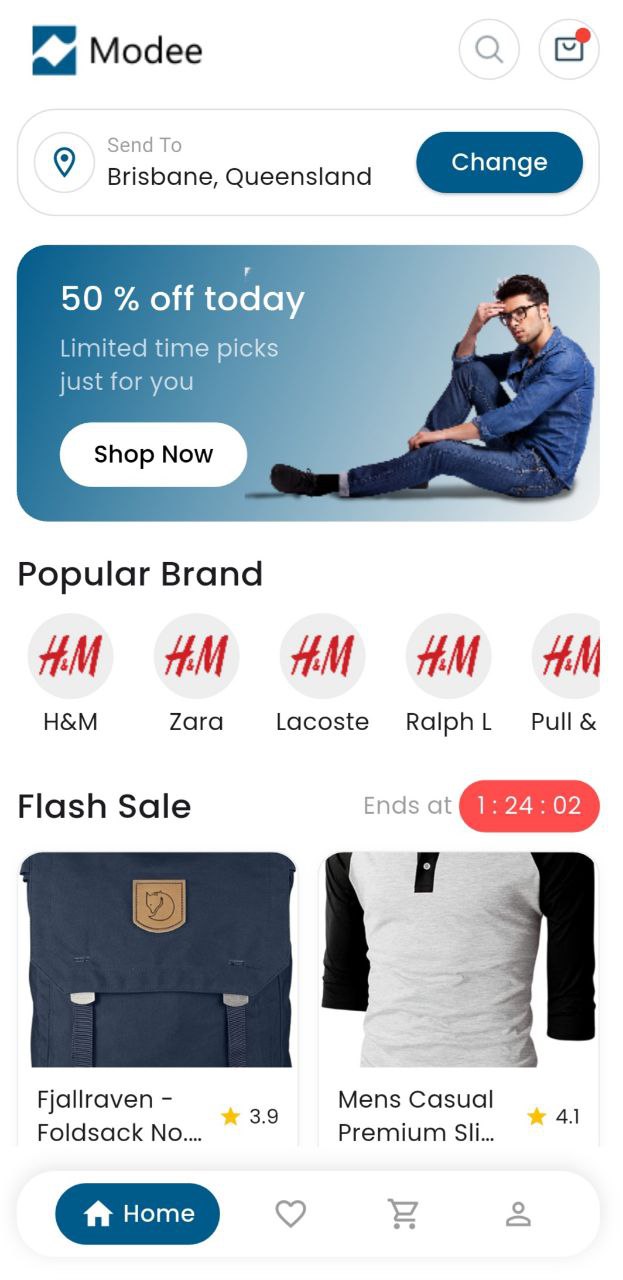 Modee
Send To
Brisbane, Queensland
Change
50 % off today
Limited time picks
just for you
Shop Now
Popular Brand
H&M H&M H&M H&M H&M
H&M Zara Lacoste Ralph L Pull &
Flash Sale Ends at 1 : 24 : 02
Fjallraven -
Foldsack No....
3.9
Mens Casual
Premium Sli...
4.1
Home